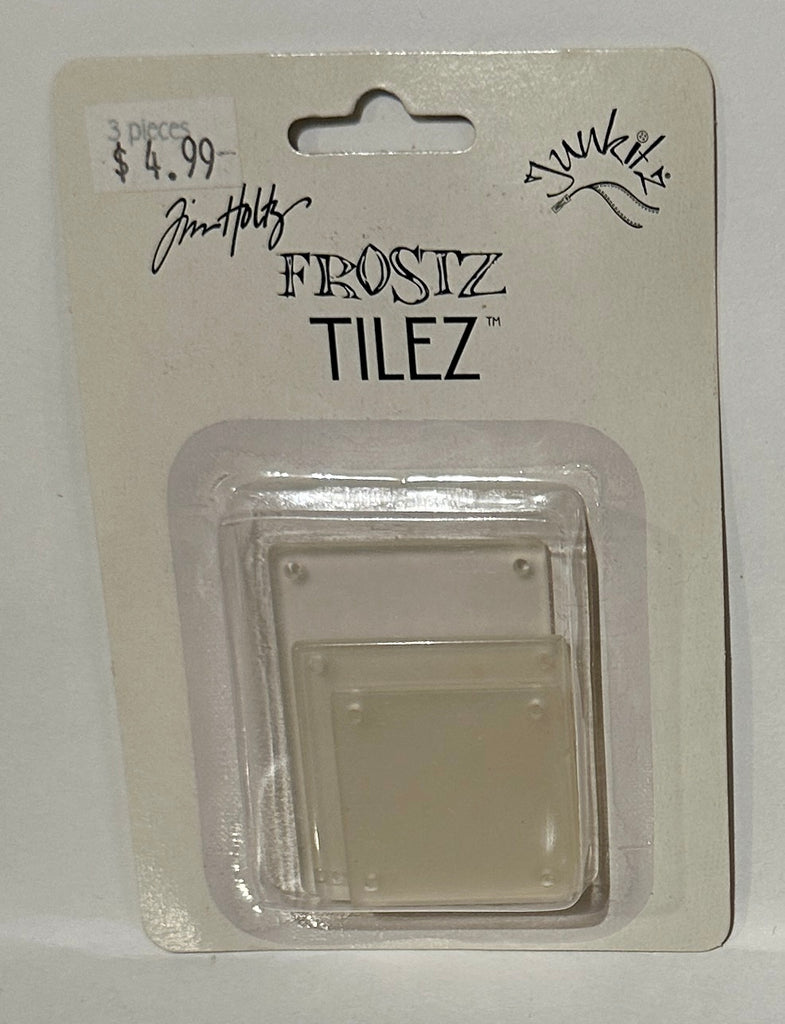 3 pieces
$ 4.99
Tim Holtz
Junkitz®
FROSTZ
TILEZ™